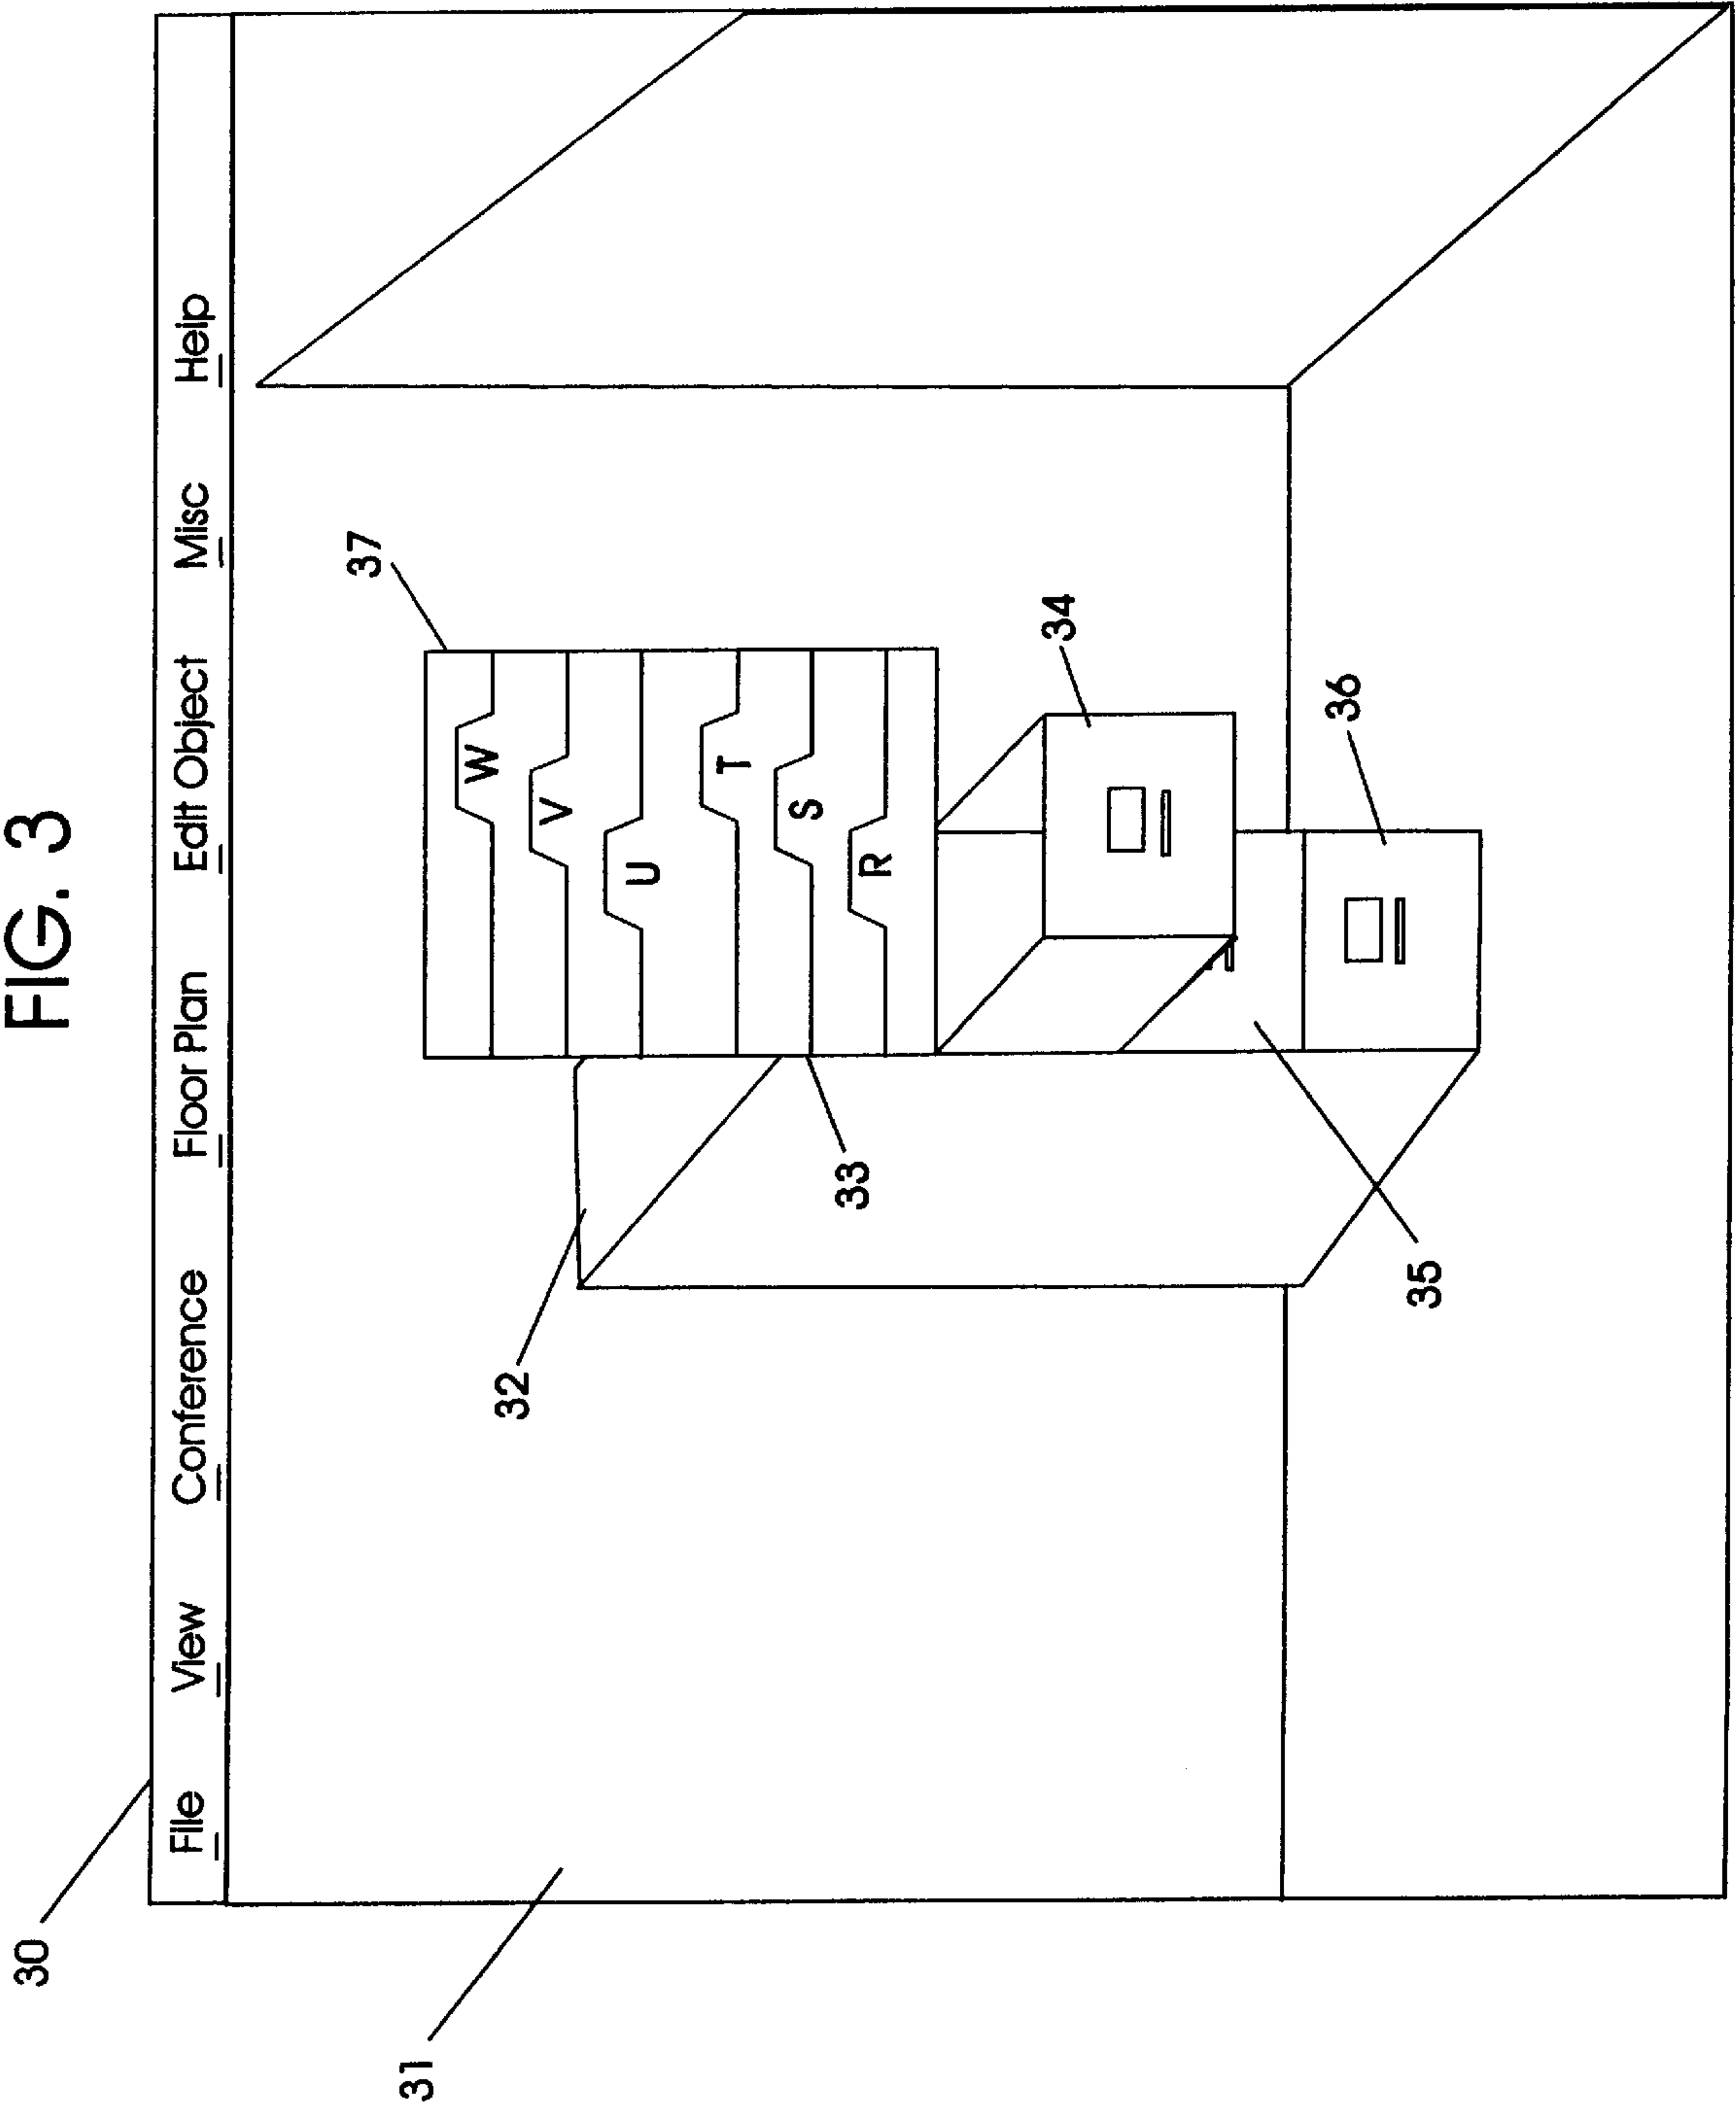 FIG. 3
30
File View Conference Floor Plan Edit Object Misc Help
31
37
W
V
U
T
S
R
32
33
34
35
36